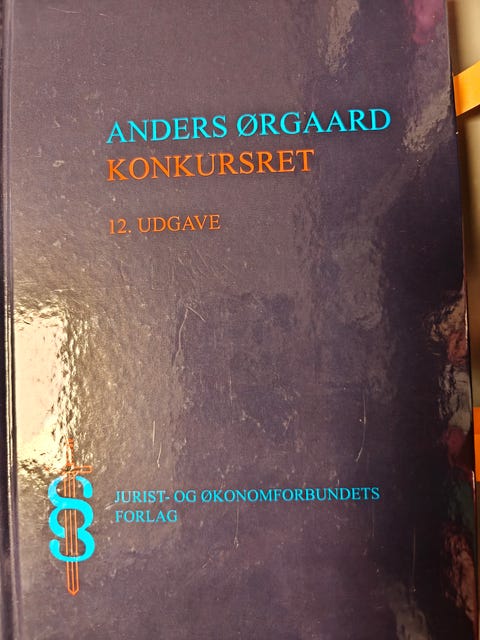 ANDERS ØRGAARD
KONKURSRET
12. UDGAVE
JURIST- OG ØKONOMFORBUNDETS
FORLAG